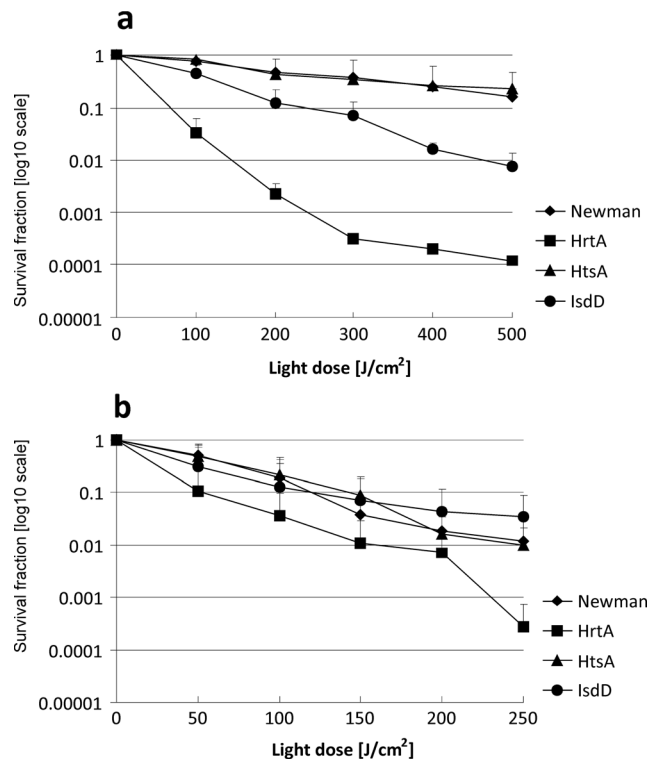 a
Survival fraction [log10 scale]
1
0.1
0.01
0.001
0.0001
0.00001
0 100 200 300 400 500
Light dose [J/cm²]
Newman
HrtA
HtsA
IsdD
b
Survival fraction [log10 scale]
1
0.1
0.01
0.001
0.0001
0.00001
0 50 100 150 200 250
Light dose [J/cm²]
Newman
HrtA
HtsA
IsdD